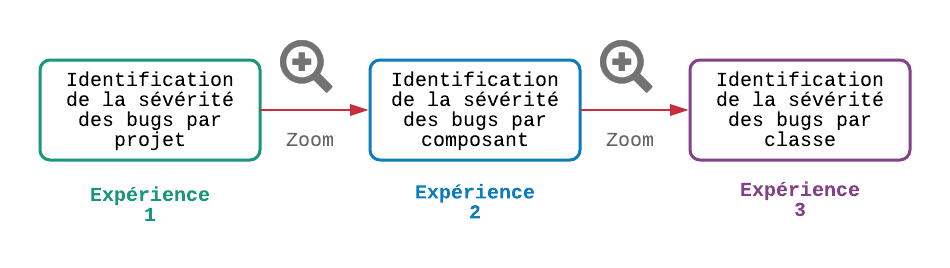 Identification
de la sévérité
des bugs par
projet
Zoom
Identification
de la sévérité
des bugs par
composant
Zoom
Identification
de la sévérité
des bugs par
classe
Expérience
1
Expérience
2
Expérience
3